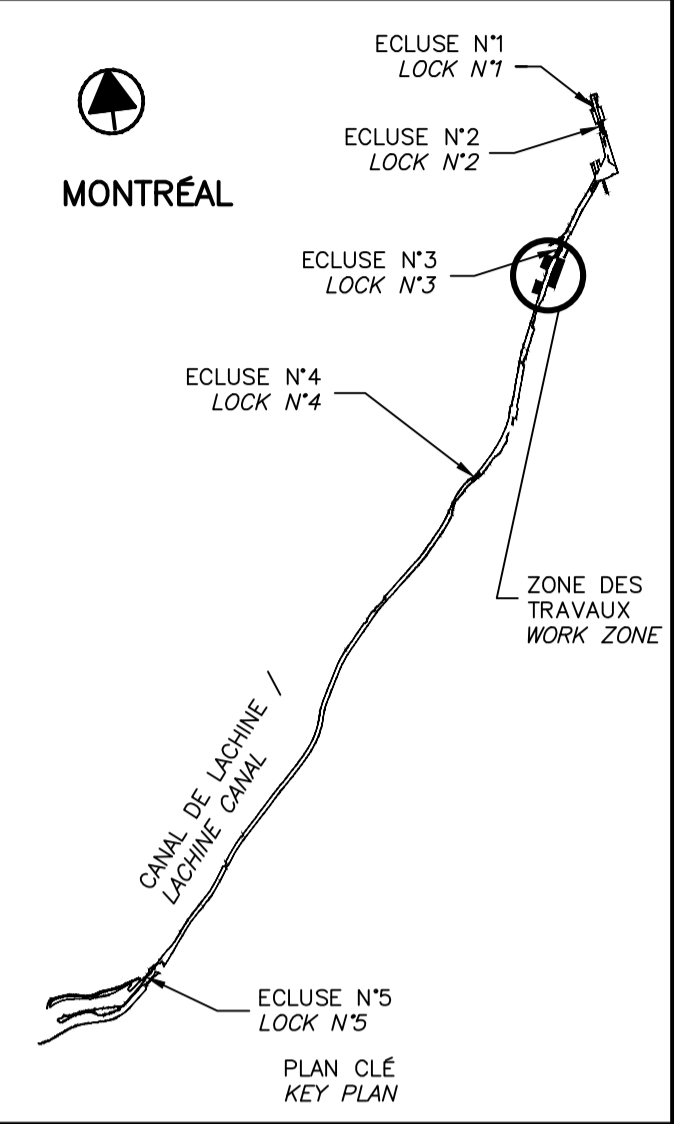 ECLUSE N°1
LOCK N°1
MONTRÉAL
ECLUSE N°2
LOCK N°2
ECLUSE N°3
LOCK N°3
ECLUSE N°4
LOCK N°4
ZONE DES
TRAVAUX
WORK ZONE
CANAL DE LACHINE /
LACHINE CANAL
ECLUSE N°5
LOCK N°5
PLAN CLÉ
KEY PLAN